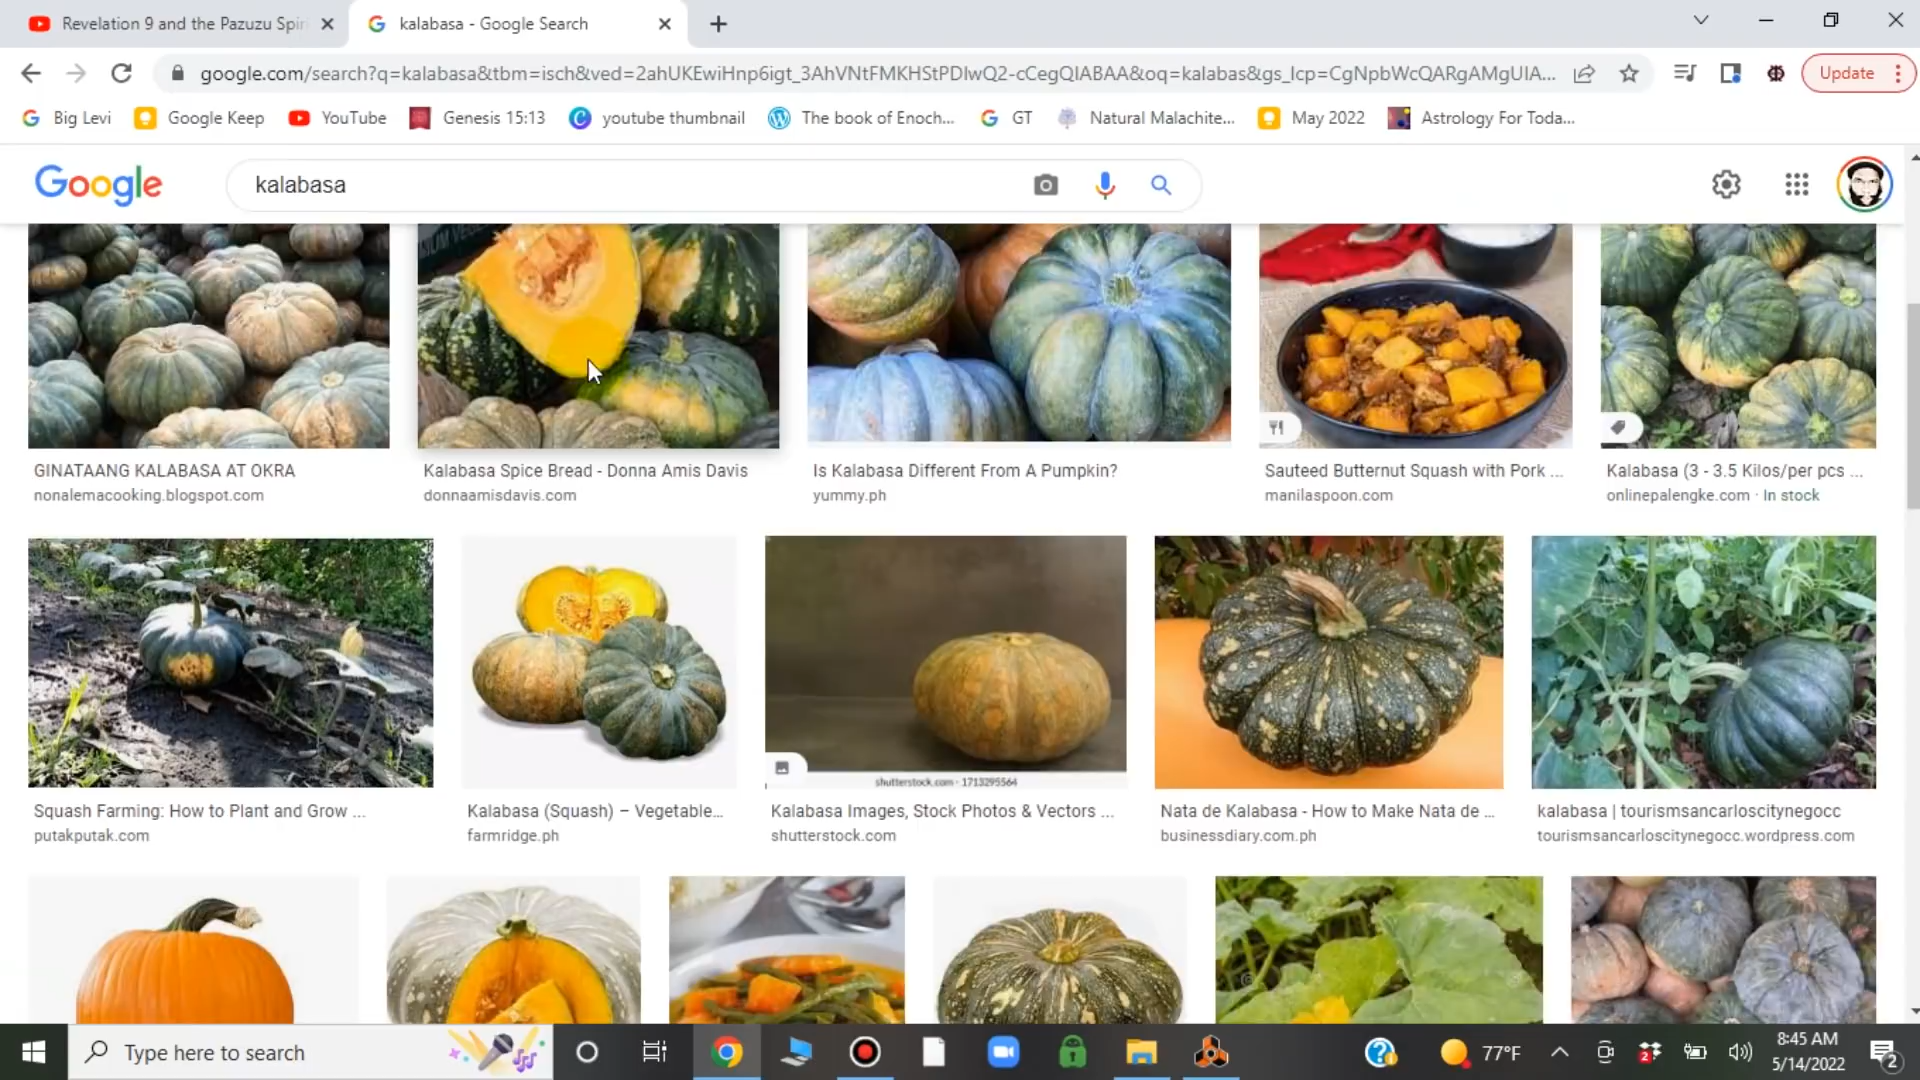 Revelation 9 and the Pazuzu Spiri
kalabasa - Google Search
google.com/search?q=kalabasa&tbm=isch&ved=2ahUKEwiHnp6igt_3AhVNtFMKHStPDlwQ2-cCegQIABAA&oq=kalabas&gs_lcp=CgNpbWcQARgAMgUIA...
Update
Big Levi
Google Keep
YouTube
Genesis 15:13
youtube thumbnail
The book of Enoch...
GT
Natural Malachite...
May 2022
Astrology For Toda...
Google
kalabasa
GINATAANG KALABASA AT OKRA
nonalemacooking.blogspot.com
Kalabasa Spice Bread - Donna Amis Davis
donnaamisdavis.com
Is Kalabasa Different From A Pumpkin?
yummy.ph
Sauteed Butternut Squash with Pork ...
manilaspoon.com
Kalabasa (3 - 3.5 Kilos/per pcs ...
onlinepalengke.com · In stock
shutterstock.com · 1713295564
Squash Farming: How to Plant and Grow ...
putakputak.com
Kalabasa (Squash) – Vegetable...
farmridge.ph
Kalabasa Images, Stock Photos & Vectors ...
shutterstock.com
Nata de Kalabasa - How to Make Nata de ...
businessdiary.com.ph
kalabasa | tourismsancarloscitynegocc
tourismsancarloscitynegocc.wordpress.com
Type here to search
77°F
2
8:45 AM
5/14/2022
2